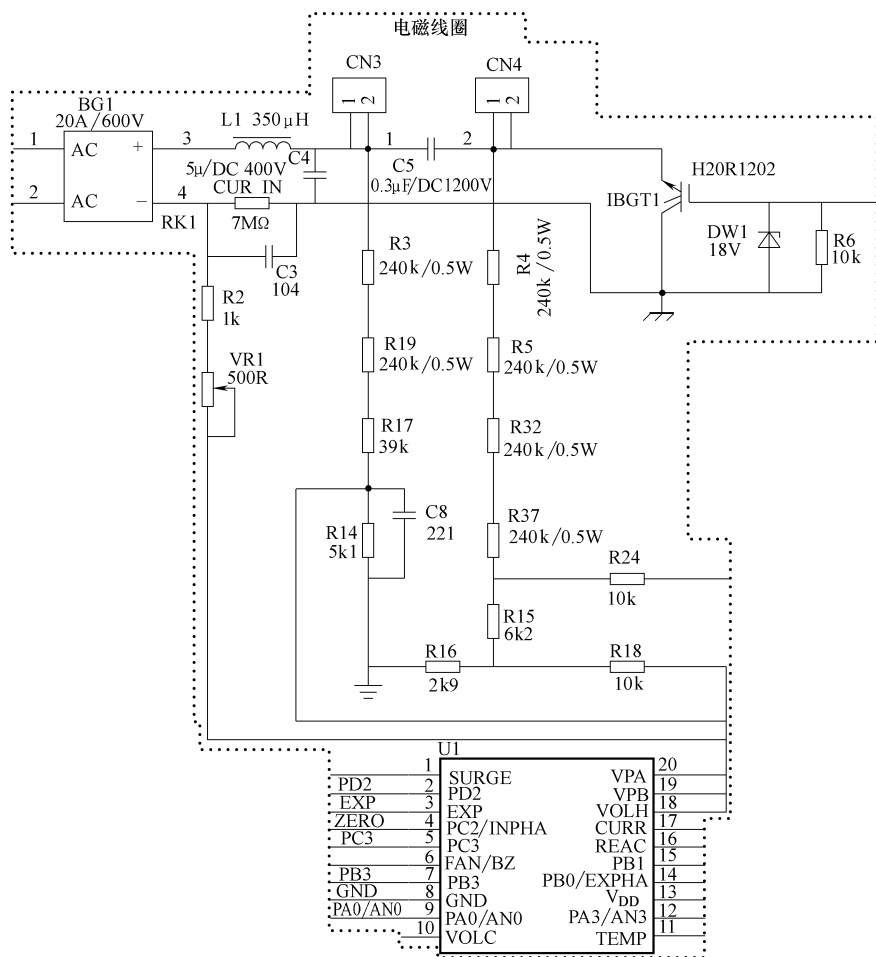 电磁线圈
CN3
CN4
1
2
1
2
BG1
20A/600V
L1 350μH
1
AC
+
3
1
2
C4
5μ/DC 400V
C5
0.3μF/DC1200V
H20R1202
IBGT1
2
AC
−
4
CUR IN
RK1
7MΩ
DW1
18V
R6
10k
C3
104
R3
240k/0.5W
R4
240k/0.5W
R2
1k
R19
240k/0.5W
R5
240k/0.5W
VR1
500R
R17
39k
R32
240k/0.5W
C8
221
R14
5k1
R37
240k/0.5W
R24
10k
R15
6k2
R16
2k9
R18
10k
U1
1
SURGE
VPA
20
PD2
2
PD2
VPB
19
EXP
3
EXP
VOLH
18
ZERO
4
PC2/INPHA
CURR
17
PC3
5
PC3
REAC
16
6
FAN/BZ
PB1
15
PB3
7
PB3
PB0/EXPHA
14
GND
8
GND
VDD
13
PA0/AN0
9
PA0/AN0
PA3/AN3
12
10
VOLC
TEMP
11